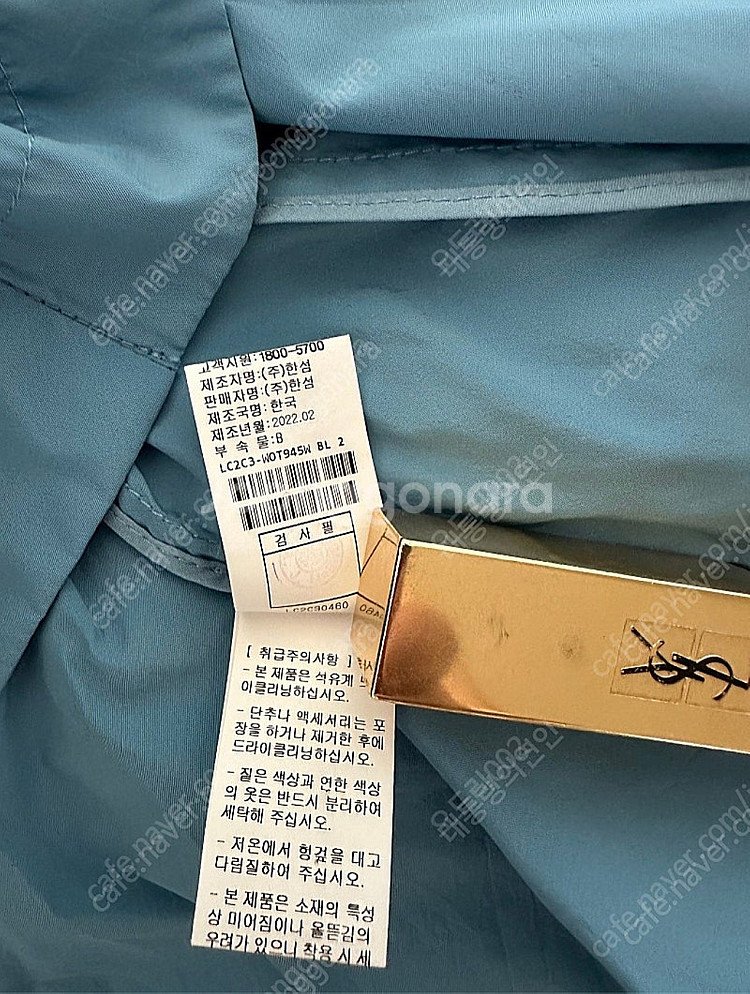 고객지원:1800-5700
제조자명:(주)한섬
판매자명:(주)한섬
제조국명: 한국
제조년월:2022.02
부 속 물:B
LC2C3-WOT945W BL 2
검 사 필
LC2C90460
[ 취급주의사항 ]
- 본 제품은 석유계
이클리닝하십시오.
- 단추나 액세서리는 포
장을 하거나 제거한 후에
드라이클리닝하십시오.
- 짙은 색상과 연한 색상
의 옷은 반드시 분리하여
세탁해 주십시오.
- 저온에서 헝겊을 대고
다림질하여 주십시오.
- 본 제품은 소재의 특성
상 미어짐이나 올뜯김의
우려가 있으니 착용 시 세
YSL
joonggonara
cafe.naver.com/joonggonara